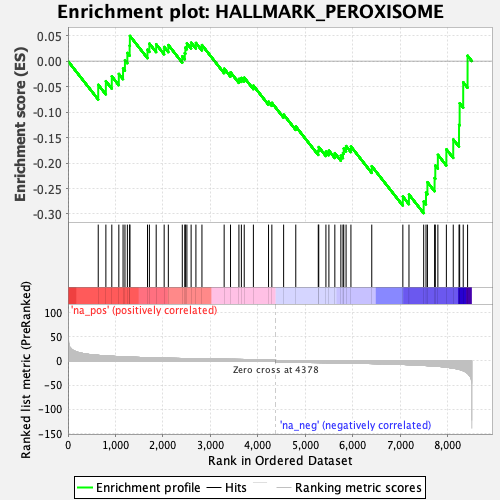 Enrichment plot: HALLMARK_PEROXISOME
Enrichment score (ES)
0.05
0.00
-0.05
-0.10
-0.15
-0.20
-0.25
-0.30
'na_pos' (positively correlated)
Ranked list metric (PreRanked)
100
50
0
-50
-100
-150
Zero cross at 4378
'na_neg' (negatively correlated)
0 1,000 2,000 3,000 4,000 5,000 6,000 7,000 8,000
Rank in Ordered Dataset
Enrichment profile Hits Ranking metric scores